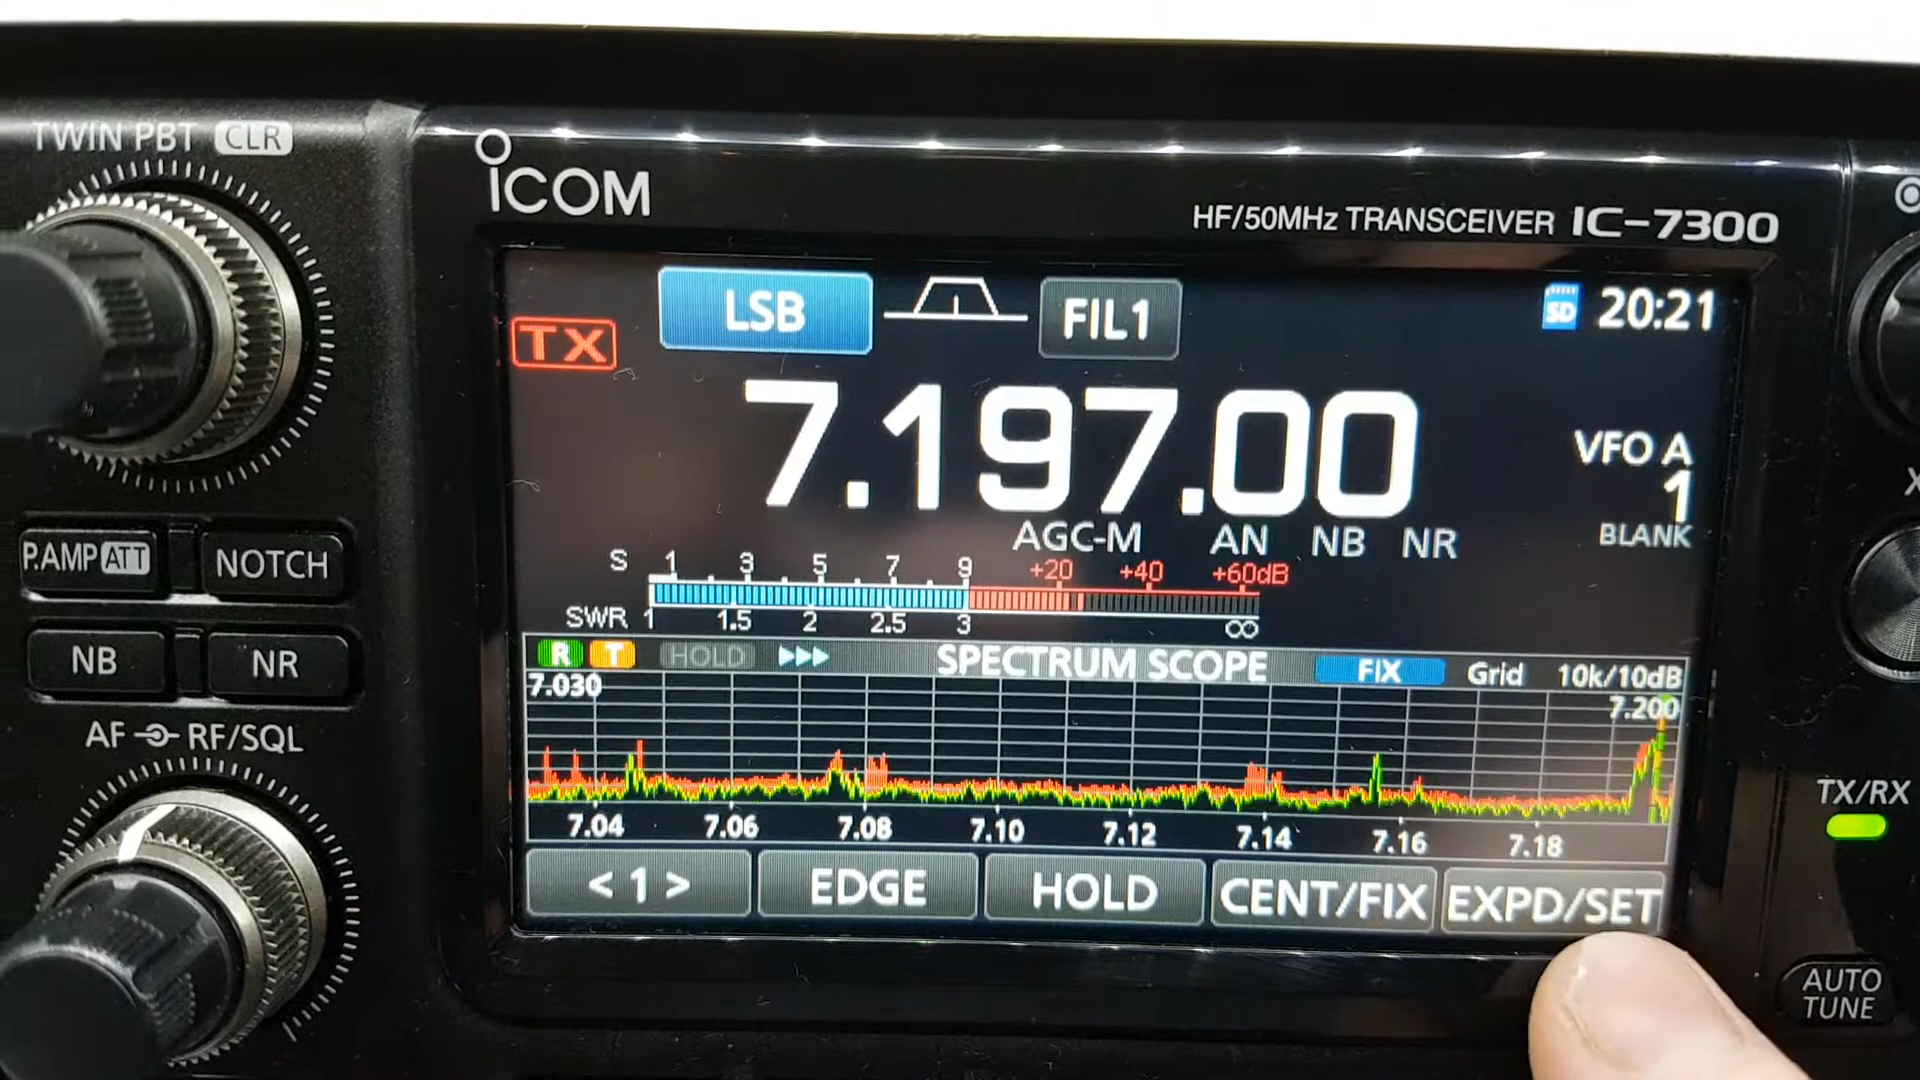 TWIN PBT CLR
ICOM
HF/50MHz TRANSCEIVER IC-7300
TX
LSB
FIL1
SD 20:21
7.197.00
VFO A
1
BLANK
AGC-M AN NB NR
S 1 3 5 7 9 +20 +40 +60dB
SWR 1 1.5 2 2.5 3 ∞
P.AMP ATT
NOTCH
NB
NR
AF RF/SQL
R T HOLD SPECTRUM SCOPE FIX Grid 10k/10dB
7.030 7.200
7.04 7.06 7.08 7.10 7.12 7.14 7.16 7.18
< 1 > EDGE HOLD CENT/FIX EXPD/SET
TX/RX
AUTO
TUNE